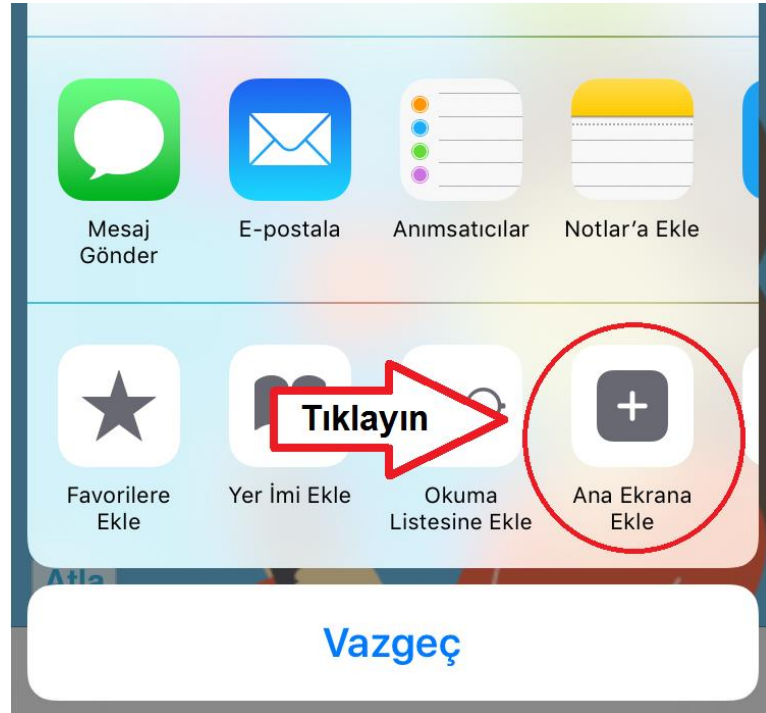 Mesaj
Gönder
E-postala
Anımsatıcılar
Notlar’a Ekle
Tıklayın
Favorilere
Ekle
Yer İmi Ekle
Okuma
Listesine Ekle
Ana Ekrana
Ekle
Atla
Vazgeç